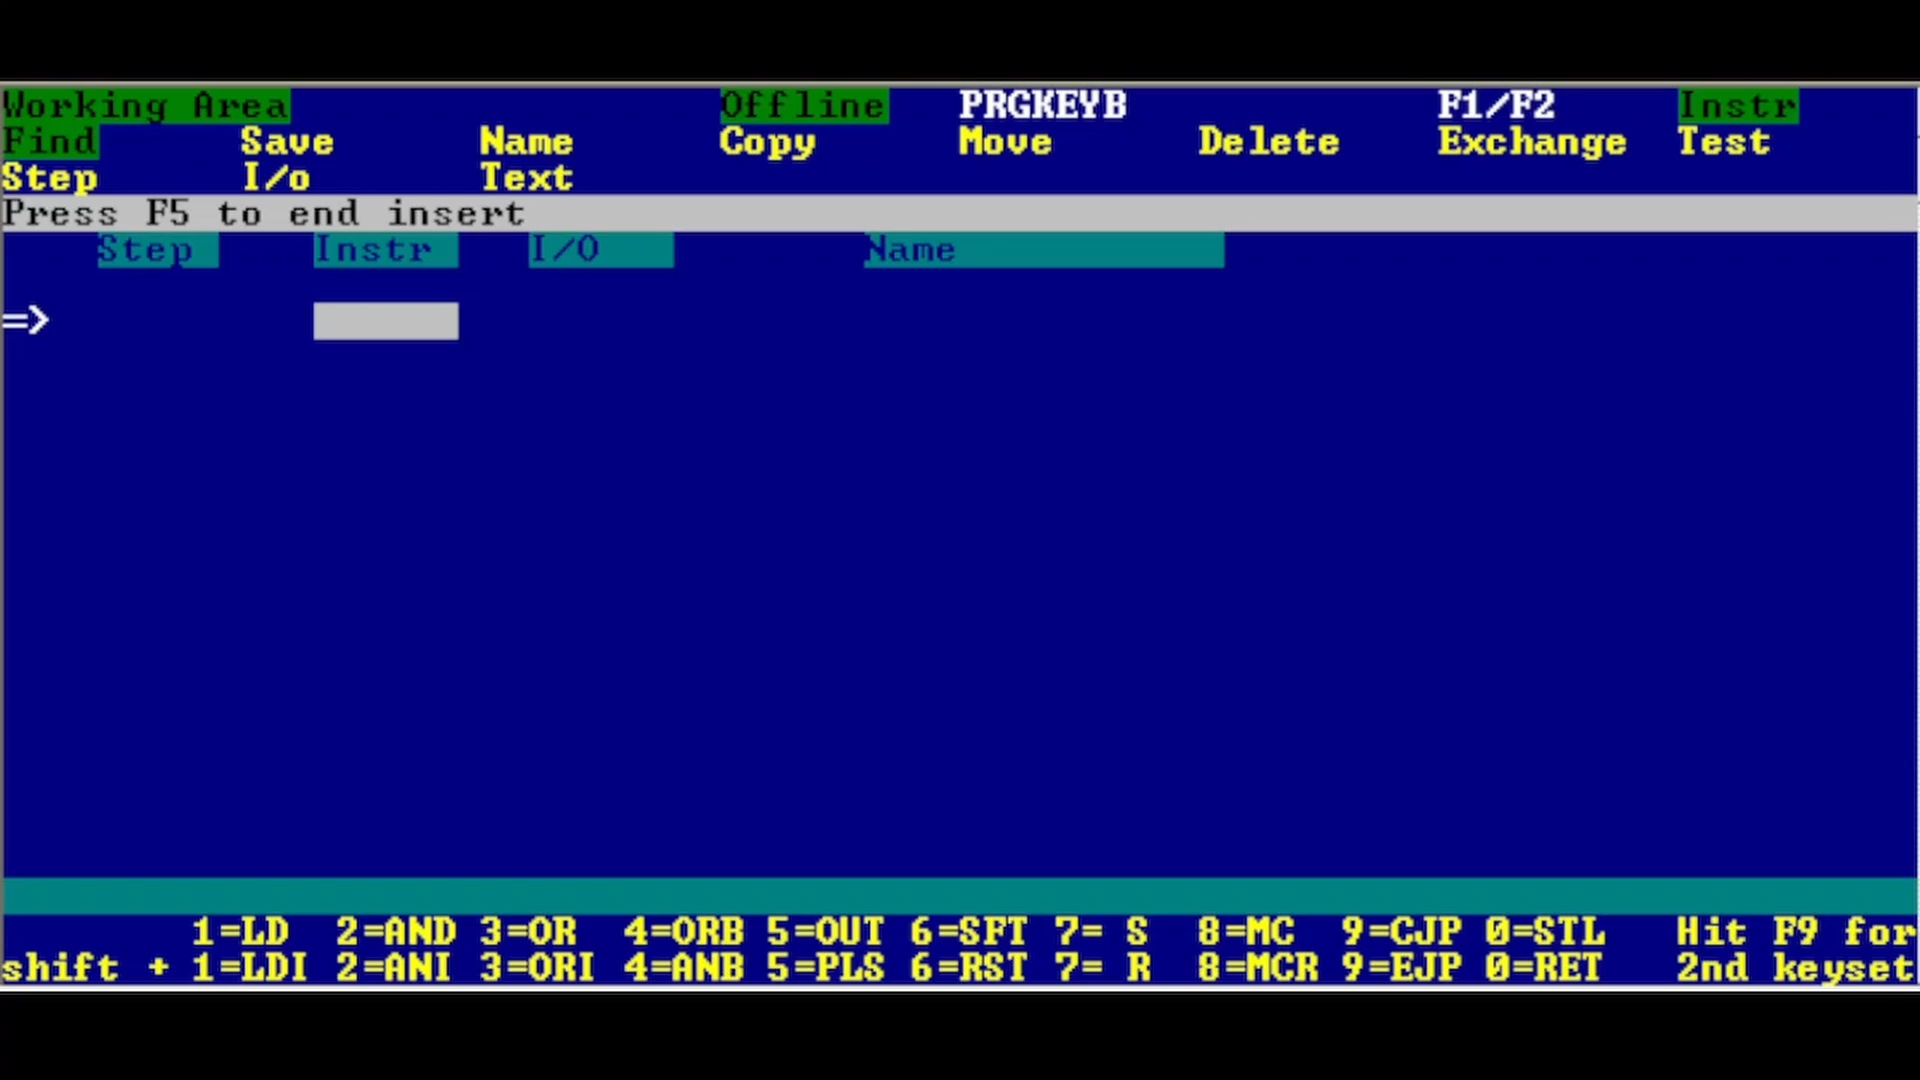 Working Area Offline PRGKEYB F1/F2 Instr
Find Save Name Copy Move Delete Exchange Test
Step I/o Text
Press F5 to end insert
Step Instr I/O Name
=>
1=LD 2=AND 3=OR 4=ORB 5=OUT 6=SFT 7= S 8=MC 9=CJP 0=STL Hit F9 for
shift + 1=LDI 2=ANI 3=ORI 4=ANB 5=PLS 6=RST 7= R 8=MCR 9=EJP 0=RET 2nd keyset